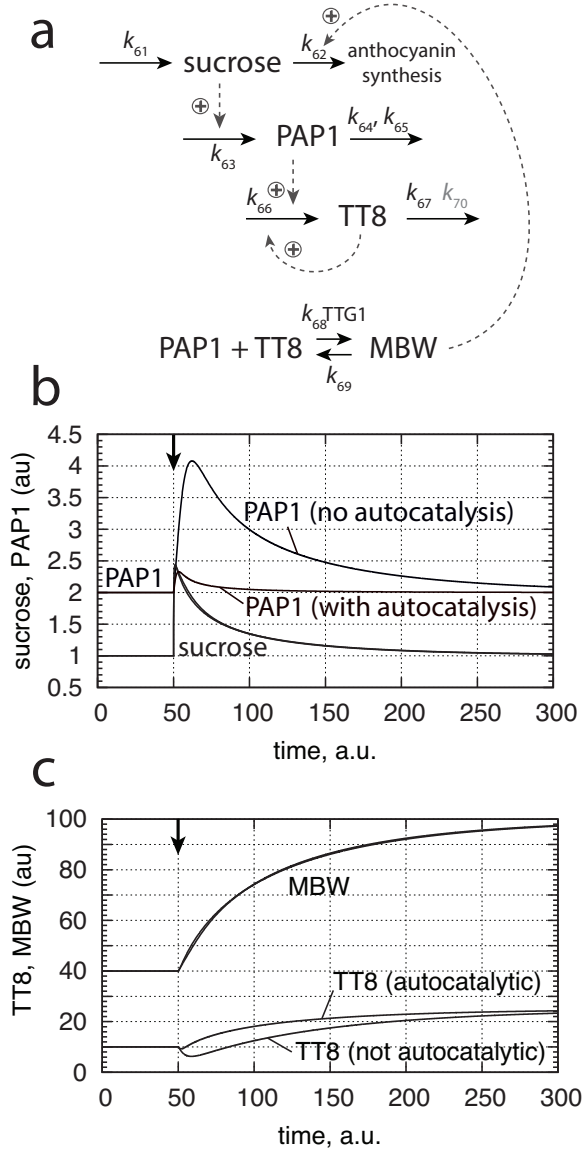 a
k61
sucrose
k62
anthocyanin
synthesis
⊕
⊕
k63
PAP1
k64, k65
⊕
k66
TT8
k67 k70
⊕
k68 TTG1
PAP1 + TT8
MBW
k69
b
sucrose, PAP1 (au)
4.5
4
3.5
3
2.5
2
1.5
1
0.5
PAP1 (no autocatalysis)
PAP1
PAP1 (with autocatalysis)
sucrose
0 50 100 150 200 250 300
time, a.u.
c
TT8, MBW (au)
100
80
60
40
20
0
MBW
TT8 (autocatalytic)
TT8 (not autocatalytic)
0 50 100 150 200 250 300
time, a.u.